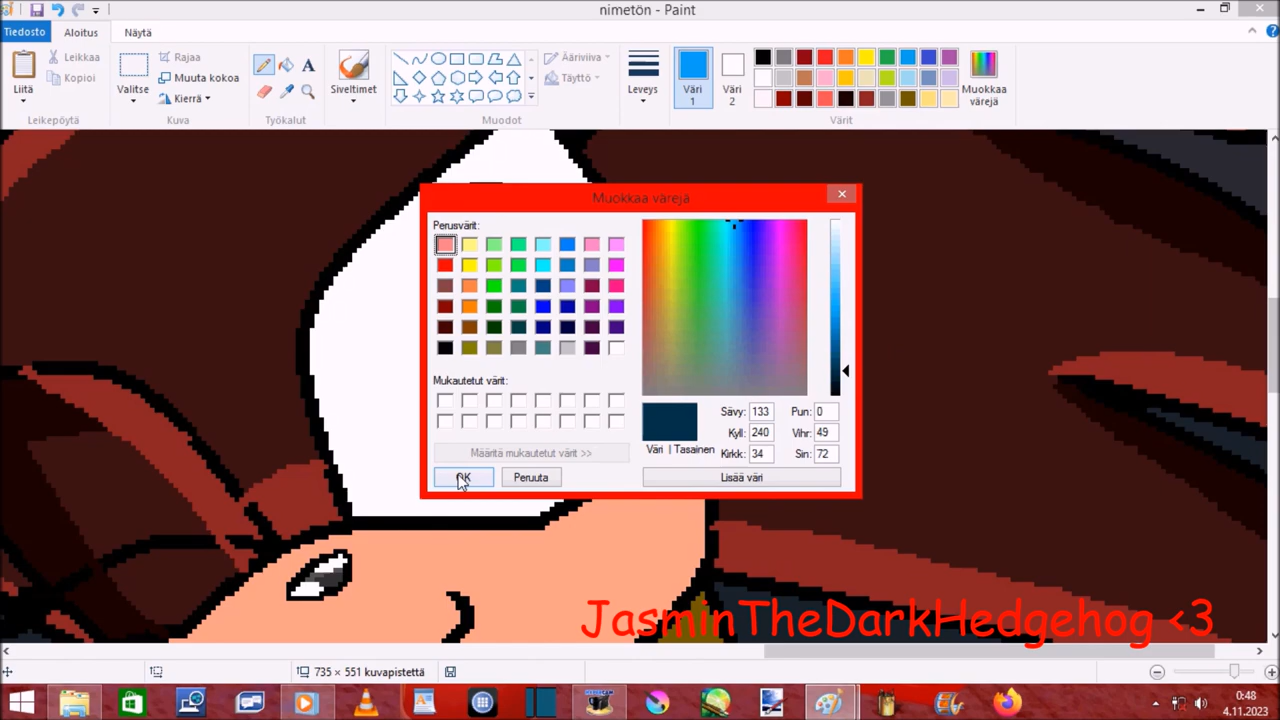 nimetön - Paint
Tiedosto Aloitus Näytä
Liitä
Leikkaa
Kopioi
Leikepöytä
Valitse
Rajaa
Muuta kokoa
Kierrä
Kuva
A
Työkalut
Siveltimet
Ääriviiva
Täyttö
Muodot
Leveys
Väri 1
Väri 2
Muokkaa värejä
Värit
Muokkaa värejä
Perusvärit:
Mukautetut värit:
Määritä mukautetut värit >>
OK Peruuta
Väri | Tasainen
Sävy: 133 Pun: 0
Kyll: 240 Vihr: 49
Kirkk: 34 Sin: 72
Lisää väri
JasminTheDarkHedgehog <3
735 × 551 kuvapistettä
0:48
4.11.2023